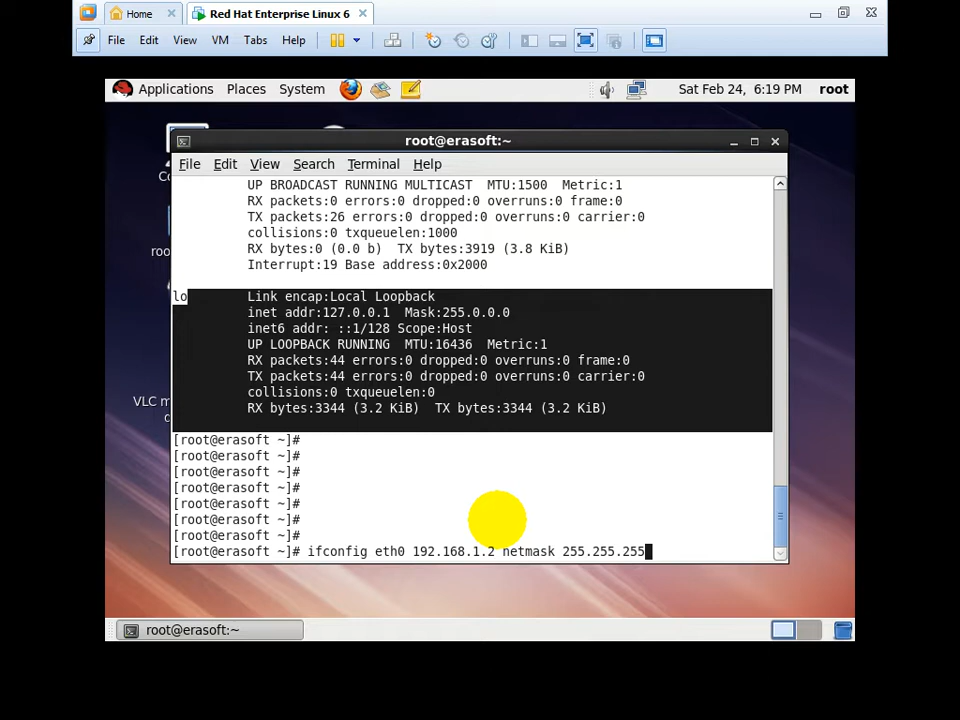 Home
Red Hat Enterprise Linux 6
File Edit View VM Tabs Help
Applications Places System Sat Feb 24, 6:19 PM root
root@erasoft:~
File Edit View Search Terminal Help
UP BROADCAST RUNNING MULTICAST  MTU:1500  Metric:1
RX packets:0 errors:0 dropped:0 overruns:0 frame:0
TX packets:26 errors:0 dropped:0 overruns:0 carrier:0
collisions:0 txqueuelen:1000
RX bytes:0 (0.0 b)  TX bytes:3919 (3.8 KiB)
Interrupt:19 Base address:0x2000
lo        Link encap:Local Loopback
inet addr:127.0.0.1  Mask:255.0.0.0
inet6 addr: ::1/128 Scope:Host
UP LOOPBACK RUNNING  MTU:16436  Metric:1
RX packets:44 errors:0 dropped:0 overruns:0 frame:0
TX packets:44 errors:0 dropped:0 overruns:0 carrier:0
collisions:0 txqueuelen:0
RX bytes:3344 (3.2 KiB)  TX bytes:3344 (3.2 KiB)
[root@erasoft ~]#
[root@erasoft ~]#
[root@erasoft ~]#
[root@erasoft ~]#
[root@erasoft ~]#
[root@erasoft ~]#
[root@erasoft ~]#
[root@erasoft ~]# ifconfig eth0 192.168.1.2 netmask 255.255.255
VLC m
root@erasoft:~